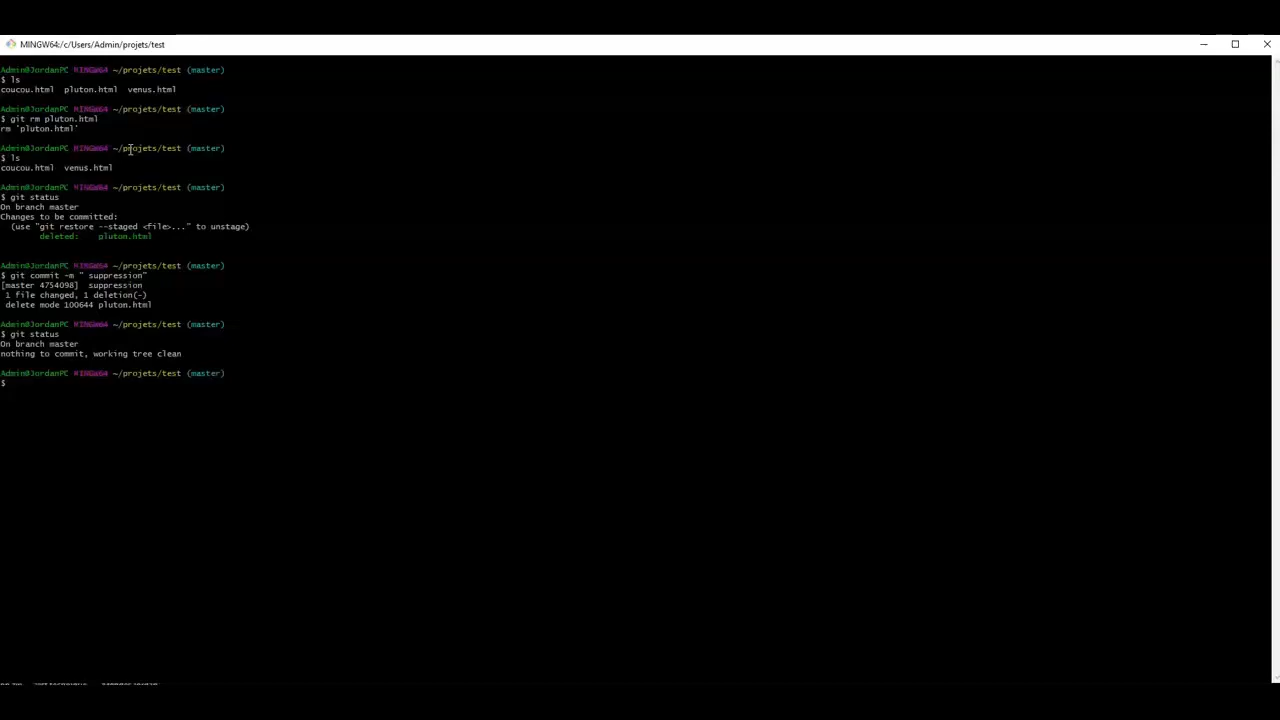 MINGW64:/c/Users/Admin/projets/test
Admin@JordanPC MINGW64 ~/projets/test (master)
$ ls
coucou.html  pluton.html  venus.html
Admin@JordanPC MINGW64 ~/projets/test (master)
$ git rm pluton.html
rm 'pluton.html'
Admin@JordanPC MINGW64 ~/projets/test (master)
$ ls
coucou.html  venus.html
Admin@JordanPC MINGW64 ~/projets/test (master)
$ git status
On branch master
Changes to be committed:
  (use "git restore --staged <file>..." to unstage)
        deleted:    pluton.html
Admin@JordanPC MINGW64 ~/projets/test (master)
$ git commit -m " suppression"
[master 4754098]  suppression
 1 file changed, 1 deletion(-)
 delete mode 100644 pluton.html
Admin@JordanPC MINGW64 ~/projets/test (master)
$ git status
On branch master
nothing to commit, working tree clean
Admin@JordanPC MINGW64 ~/projets/test (master)
$